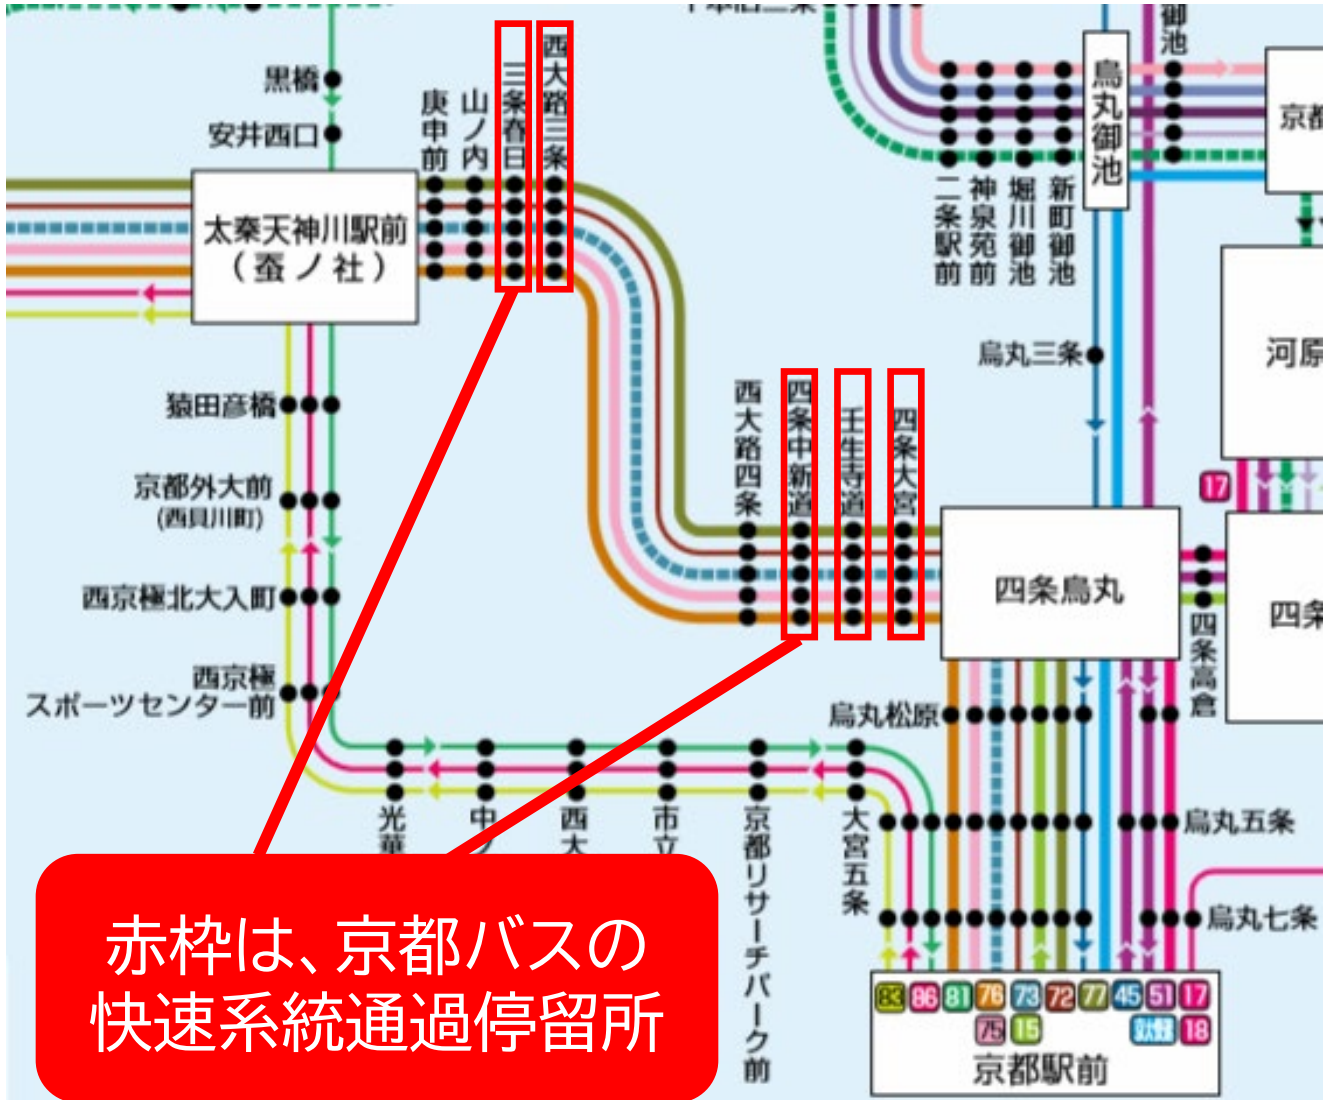 御池
黒橋
安井西口
庚申前
山ノ内
三条春日
西大路三条
太秦天神川駅前
(蚕ノ社)
烏丸御池
京都
二条駅前
神泉苑前
堀川御池
新町御池
烏丸三条
河原
猿田彦橋
京都外大前
(西貝川町)
西京極北大入町
西京極
スポーツセンター前
西大路四条
四条中新道
壬生寺道
四条大宮
四条烏丸
17
四条
四条高倉
烏丸松原
光華
中ノ
西大
市立
京都リサーチパーク前
大宮五条
烏丸五条
烏丸七条
83 86 81 76 73 72 77 45 51 17
75 15 18
京都駅前
赤枠は、京都バスの
快速系統通過停留所